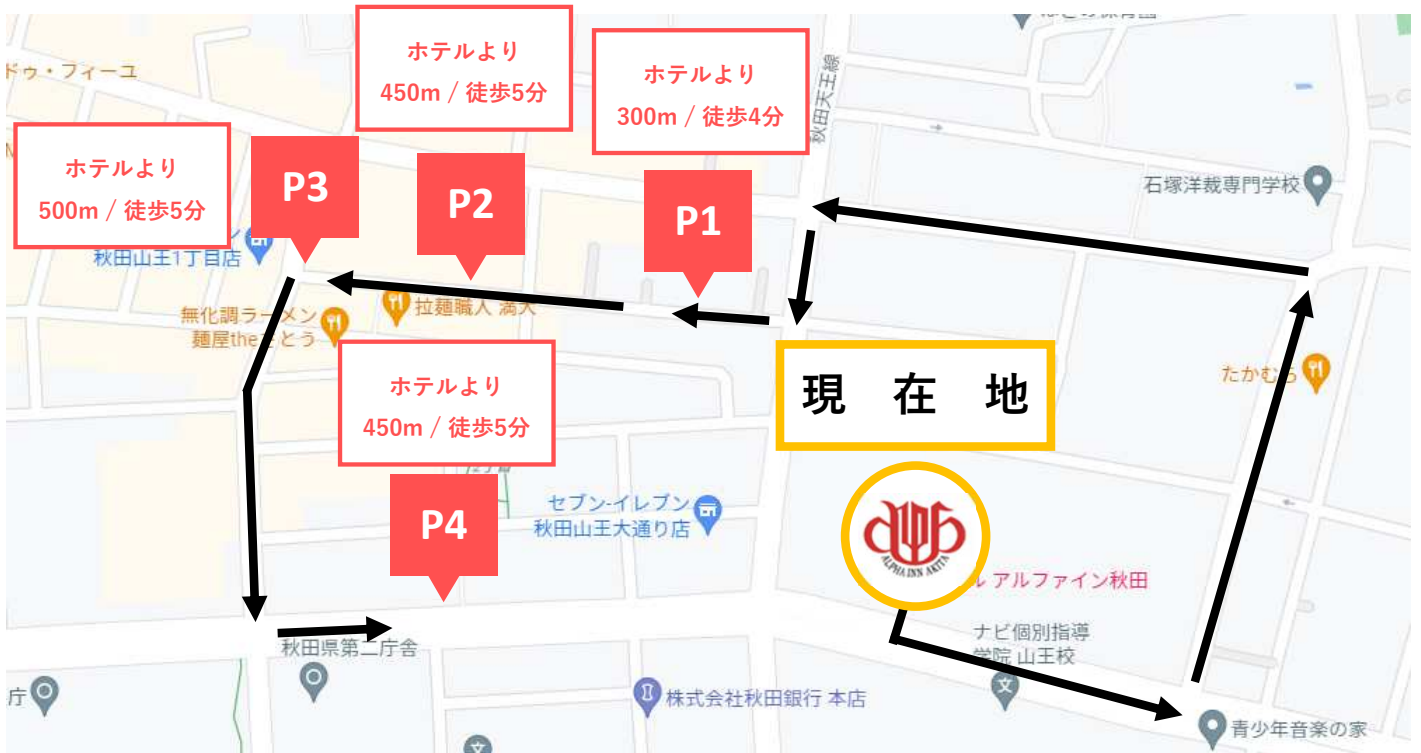 ドゥ・フィーユ
ホテルより
450m / 徒歩5分
ホテルより
300m / 徒歩4分
秋田天王線
ホテルより
500m / 徒歩5分
P3
P2
P1
石塚洋裁専門学校
秋田山王1丁目店
無化調ラーメン
麺屋the
とう
拉麺職人 満天
ホテルより
450m / 徒歩5分
現 在 地
たかむら
P4
セブン-イレブン
秋田山王大通り店
ALPHA INN AKITA
ル アルファイン秋田
ナビ個別指導
学院 山王校
秋田県第二庁舎
庁
株式会社秋田銀行 本店
青少年音楽の家